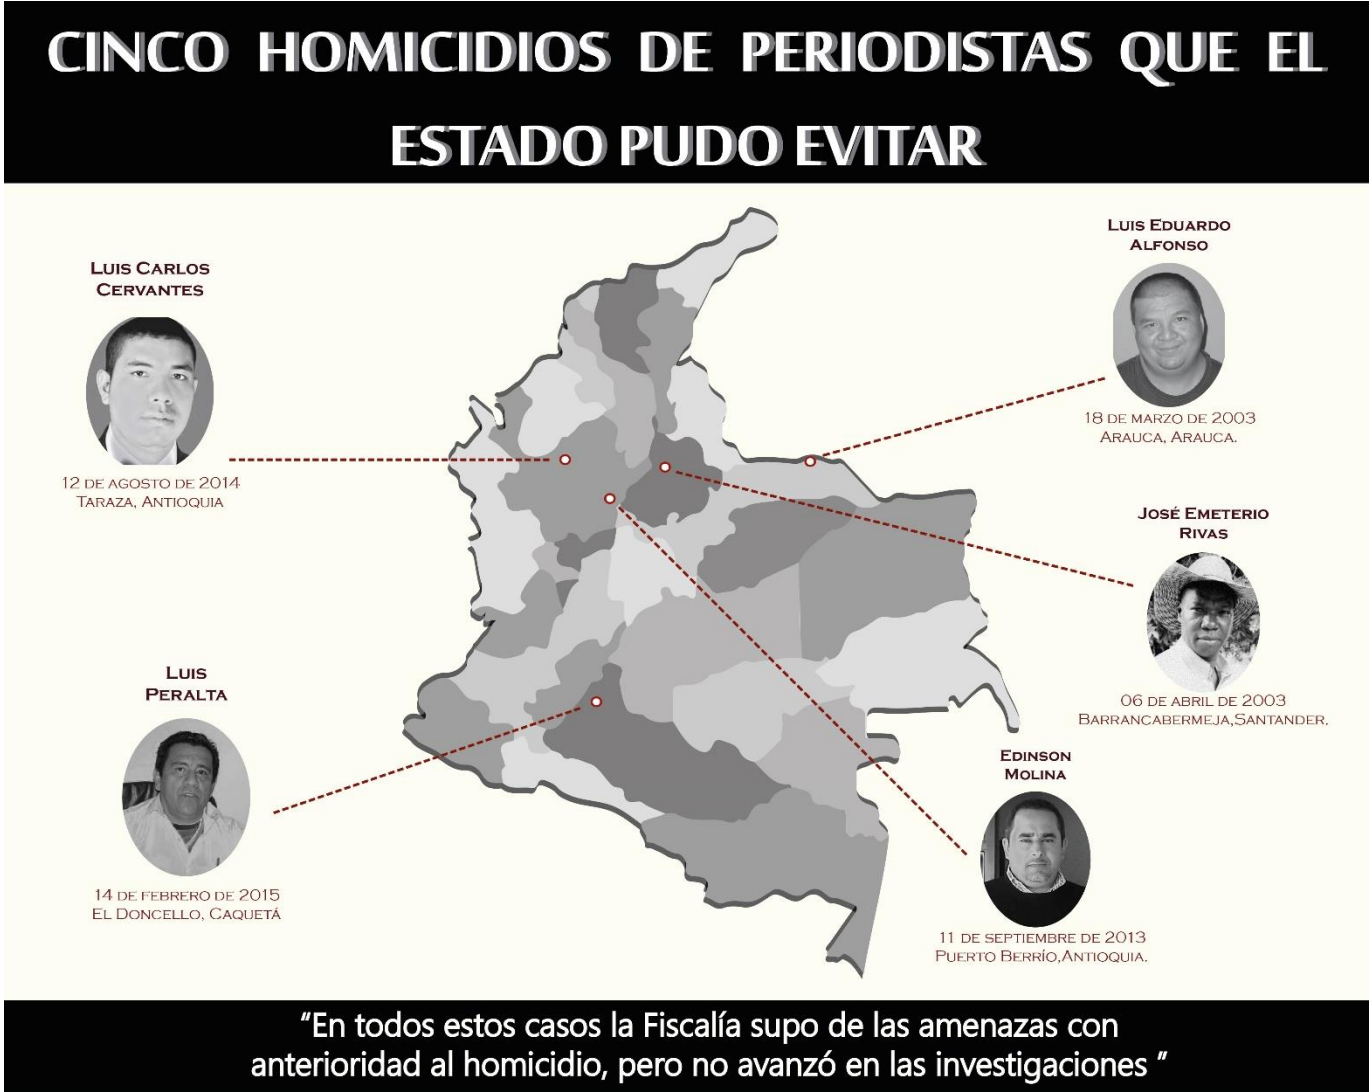 CINCO HOMICIDIOS DE PERIODISTAS QUE EL
ESTADO PUDO EVITAR
LUIS CARLOS
CERVANTES
12 DE AGOSTO DE 2014
TARAZA, ANTIOQUIA
LUIS EDUARDO
ALFONSO
18 DE MARZO DE 2003
ARAUCA, ARAUCA.
JOSÉ EMETERIO
RIVAS
06 DE ABRIL DE 2003
BARRANCABERMEJA,SANTANDER.
LUIS
PERALTA
14 DE FEBRERO DE 2015
EL DONCELLO, CAQUETÁ
EDINSON
MOLINA
11 DE SEPTIEMBRE DE 2013
PUERTO BERRÍO,ANTIOQUIA.
“En todos estos casos la Fiscalía supo de las amenazas con
anterioridad al homicidio, pero no avanzó en las investigaciones ”